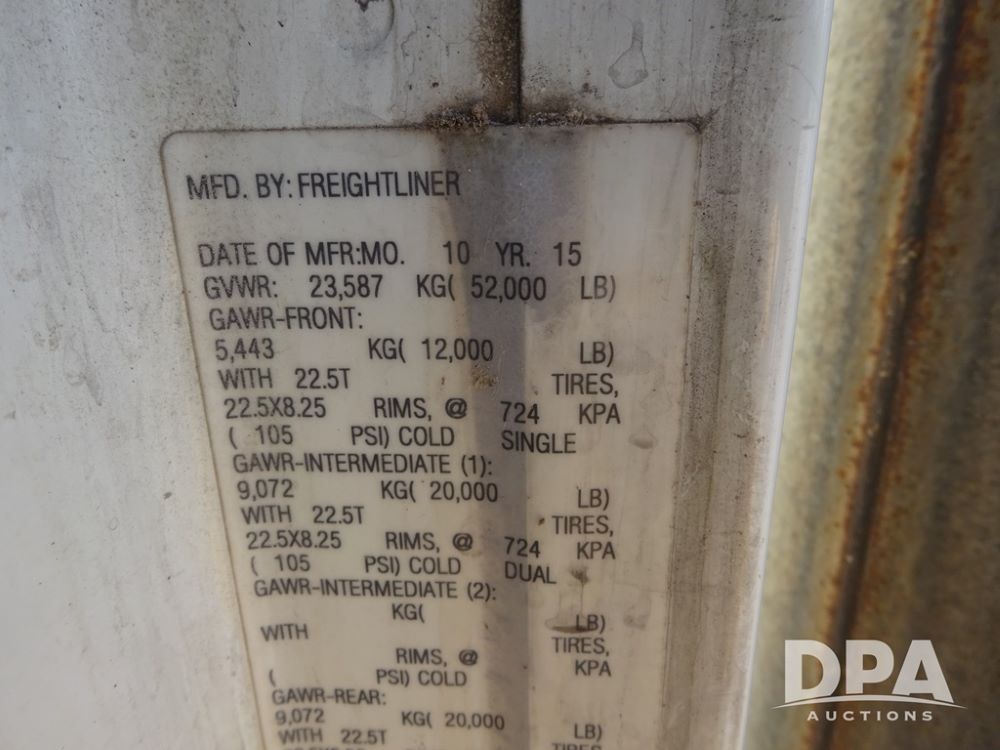 MFD. BY: FREIGHTLINER
DATE OF MFR:MO. 10 YR. 15
GVWR: 23,587 KG( 52,000 LB)
GAWR-FRONT:
5,443 KG( 12,000 LB)
WITH 22.5T TIRES,
22.5X8.25 RIMS, @ 724 KPA
( 105 PSI) COLD SINGLE
GAWR-INTERMEDIATE (1):
9,072 KG( 20,000 LB)
WITH 22.5T TIRES,
22.5X8.25 RIMS, @ 724 KPA
( 105 PSI) COLD DUAL
GAWR-INTERMEDIATE (2):
KG( LB)
WITH TIRES,
RIMS, @ KPA
( PSI) COLD
GAWR-REAR:
9,072 KG( 20,000 LB)
WITH 22.5T TIRES
DPA
AUCTIONS